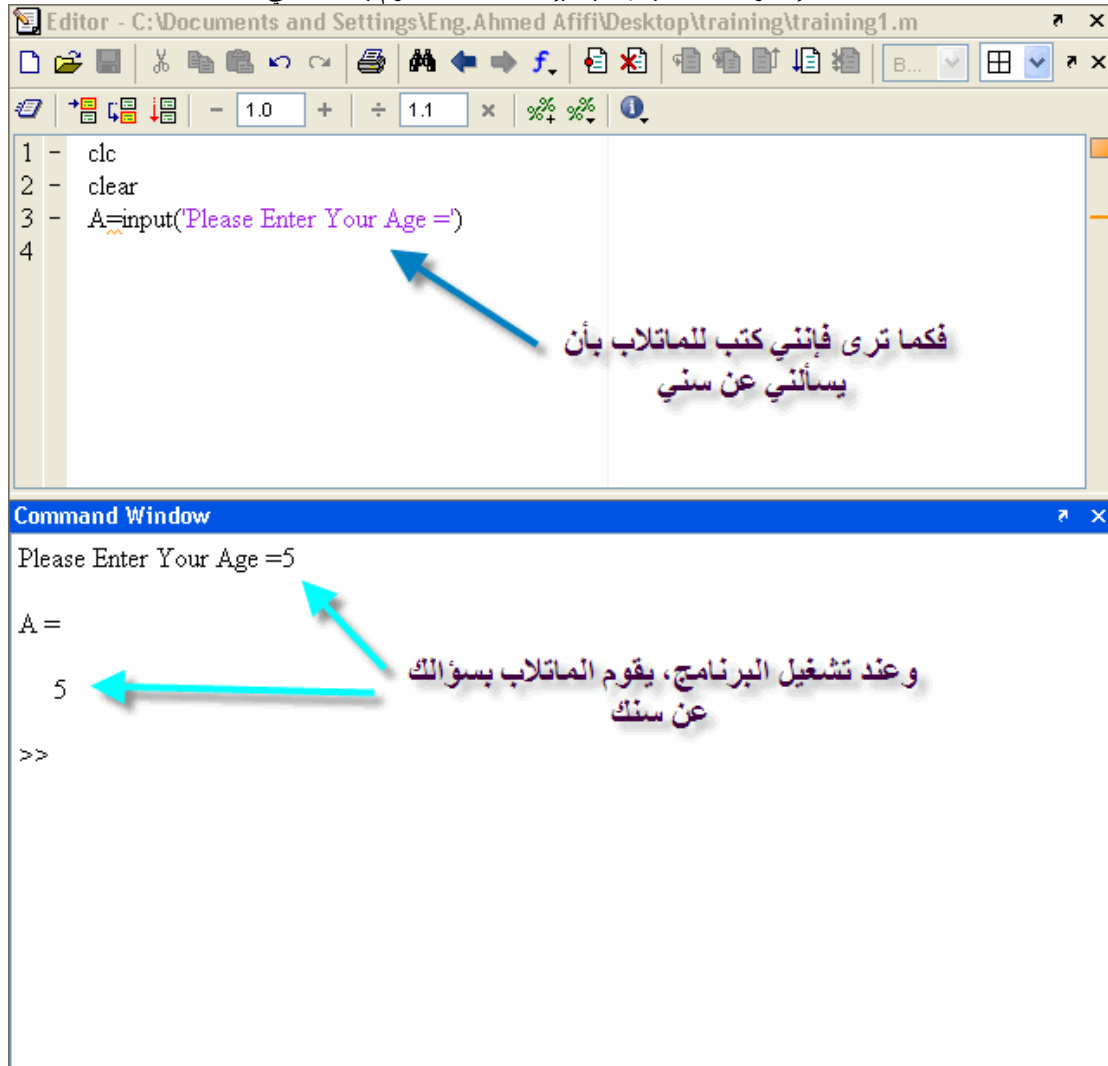 Editor - C:\Documents and Settings\Eng.Ahmed Afifi\Desktop\training\training1.m
B...
- 1.0 + ÷ 1.1 ×
1 - clc
2 - clear
3 - A=input('Please Enter Your Age =')
4
فكما ترى فإنني كتب للماتلاب بأن
يسألني عن سني
Command Window
Please Enter Your Age =5
A =
5
وعند تشغيل البرنامج، يقوم الماتلاب بسؤالك
عن سنك
>>